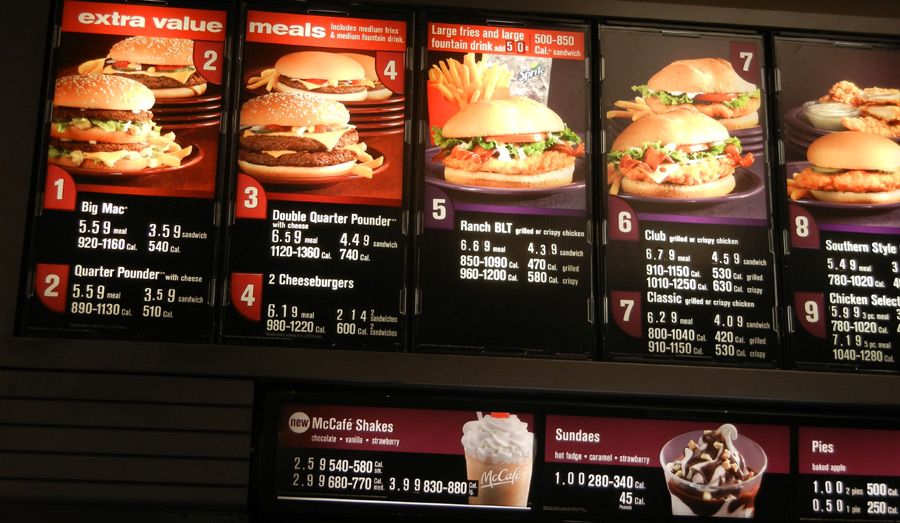 extra value meals Includes medium fries & medium fountain drink.
Large fries and large fountain drink add 50¢
500-850 Cal.+ sandwich
2
4
7
Sprite
1
Big Mac
5.59 meal 3.59 sandwich
920-1160 Cal. 540 Cal.
2
Quarter Pounder with cheese
5.59 meal 3.59 sandwich
890-1130 Cal. 510 Cal.
3
Double Quarter Pounder
with cheese
6.59 meal 4.49 sandwich
1120-1360 Cal. 740 Cal.
4
2 Cheeseburgers
6.19 meal 2 14 2 sandwiches
980-1220 Cal. 600 Cal. 2 sandwiches
5
Ranch BLT grilled or crispy chicken
6.69 meal 4.39 sandwich
850-1090 Cal. 470 Cal. grilled
960-1200 Cal. 580 Cal. crispy
6
Club grilled or crispy chicken
6.79 meal 4.59 sandwich
910-1150 Cal. 530 Cal. grilled
1010-1250 Cal. 630 Cal. crispy
7
Classic grilled or crispy chicken
6.29 meal 4.09 sandwich
800-1040 Cal. 420 Cal. grilled
910-1150 Cal. 530 Cal. crispy
8
Southern Style
5.49 meal 3
780-1020 Cal.
9
Chicken Select
5.99 3 pc. meal
780-1020 Cal.
7.19 5 pc. meal
1040-1280 Cal.
new McCafé Shakes
chocolate • vanilla • strawberry
2.59 540-580 Cal. sm.
2.99 680-770 Cal. med. 3.99 830-880 Cal. lg.
McCafé
Sundaes
hot fudge • caramel • strawberry
1.00 280-340 Cal.
45 Cal.
Peanuts
Pies
baked apple
1.00 2 pies 500 Cal.
0.50 1 pie 250 Cal.